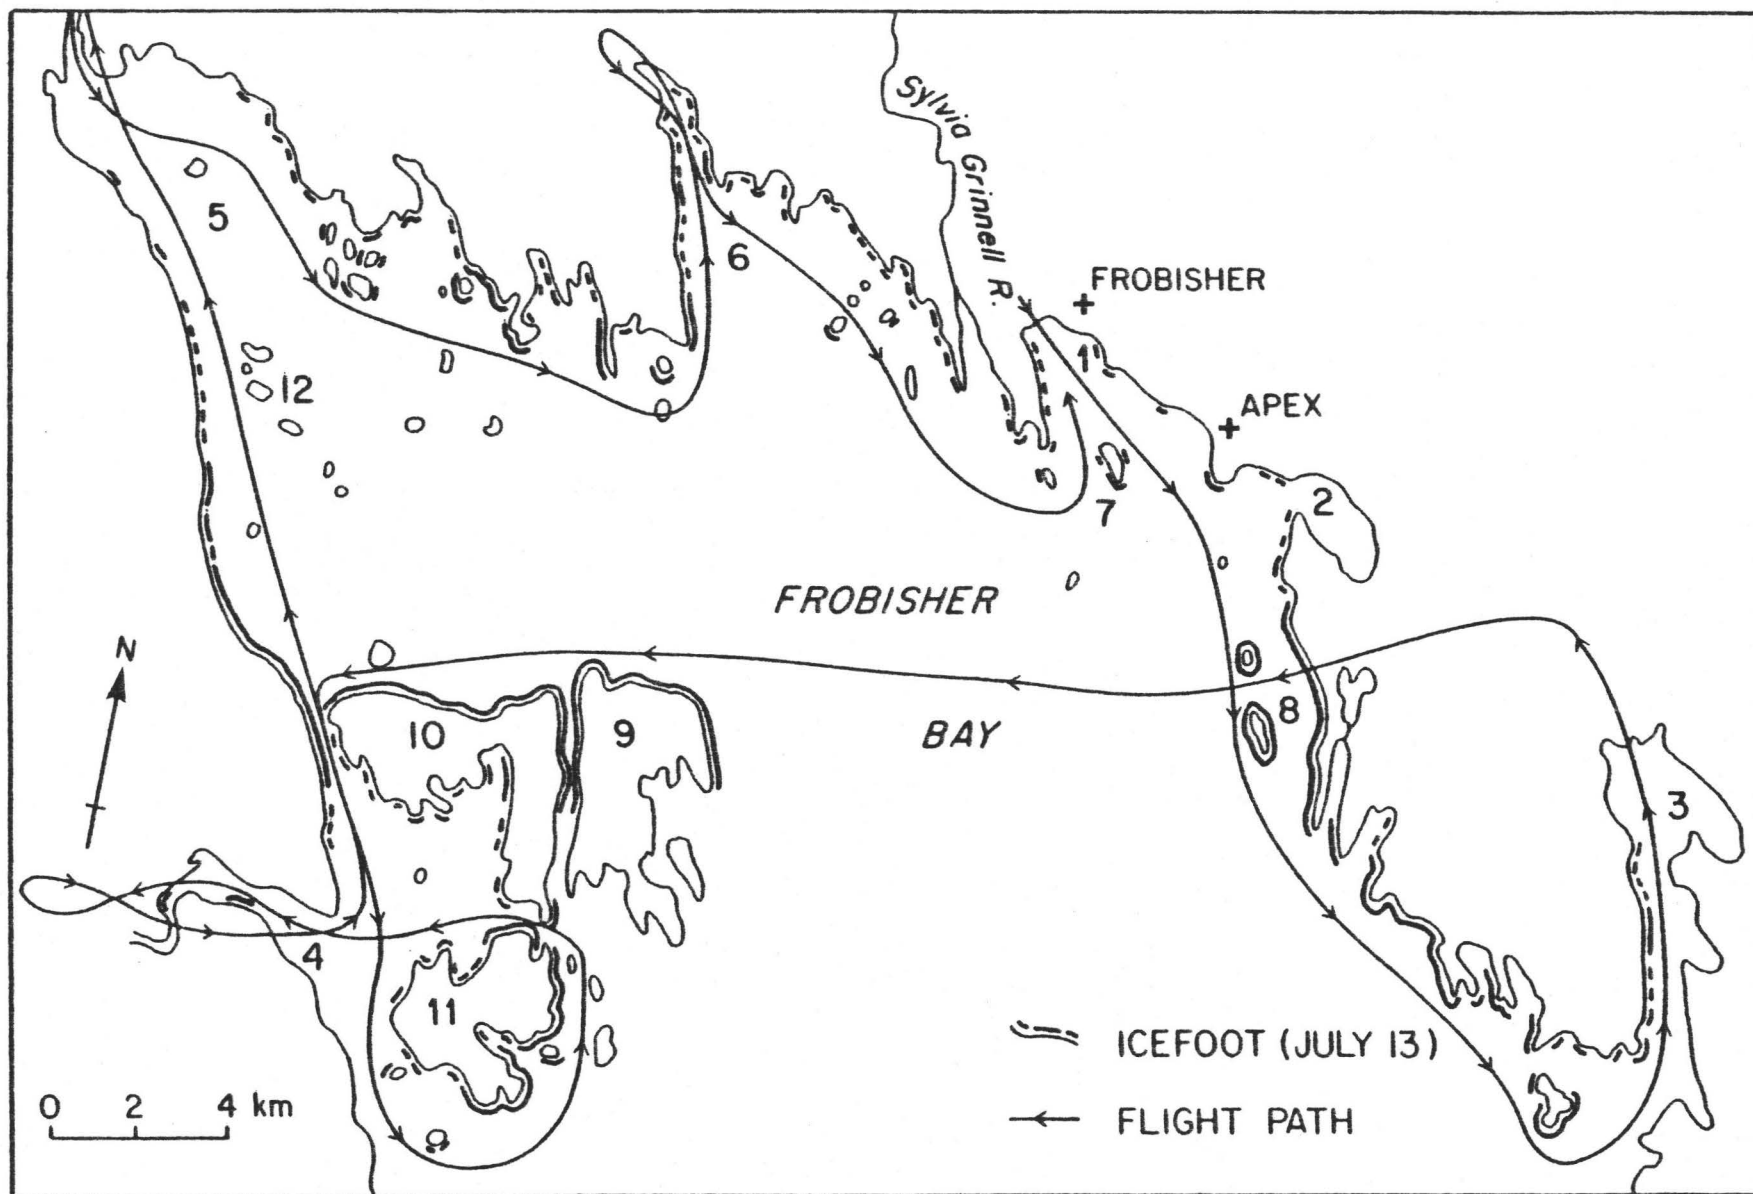 Sylvia Grinnell R.
5
6
+ FROBISHER
1
12
+ APEX
2
7
FROBISHER
N
8
10
9
BAY
3
4
11
ICEFOOT (JULY 13)
0 2 4 km
FLIGHT PATH